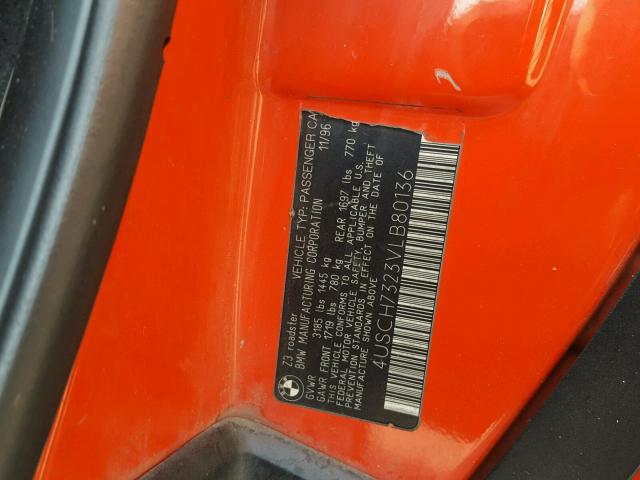 BMW
Z3 roadster
VEHICLE TYP: PASSENGER CA
BMW MANUFACTURING CORPORATION 11/96
GVWR 3185 lbs 1445 kg
GAWR FRONT 1719 lbs 780 kg REAR 1697 lbs 770 kg
THIS VEHICLE CONFORMS TO ALL APPLICABLE U.S.
FEDERAL MOTOR VEHICLE SAFETY, BUMPER AND THEFT
PREVENTION STANDARDS IN EFFECT ON THE DATE OF
MANUFACTURE SHOWN ABOVE
4USCH7323VLB80136